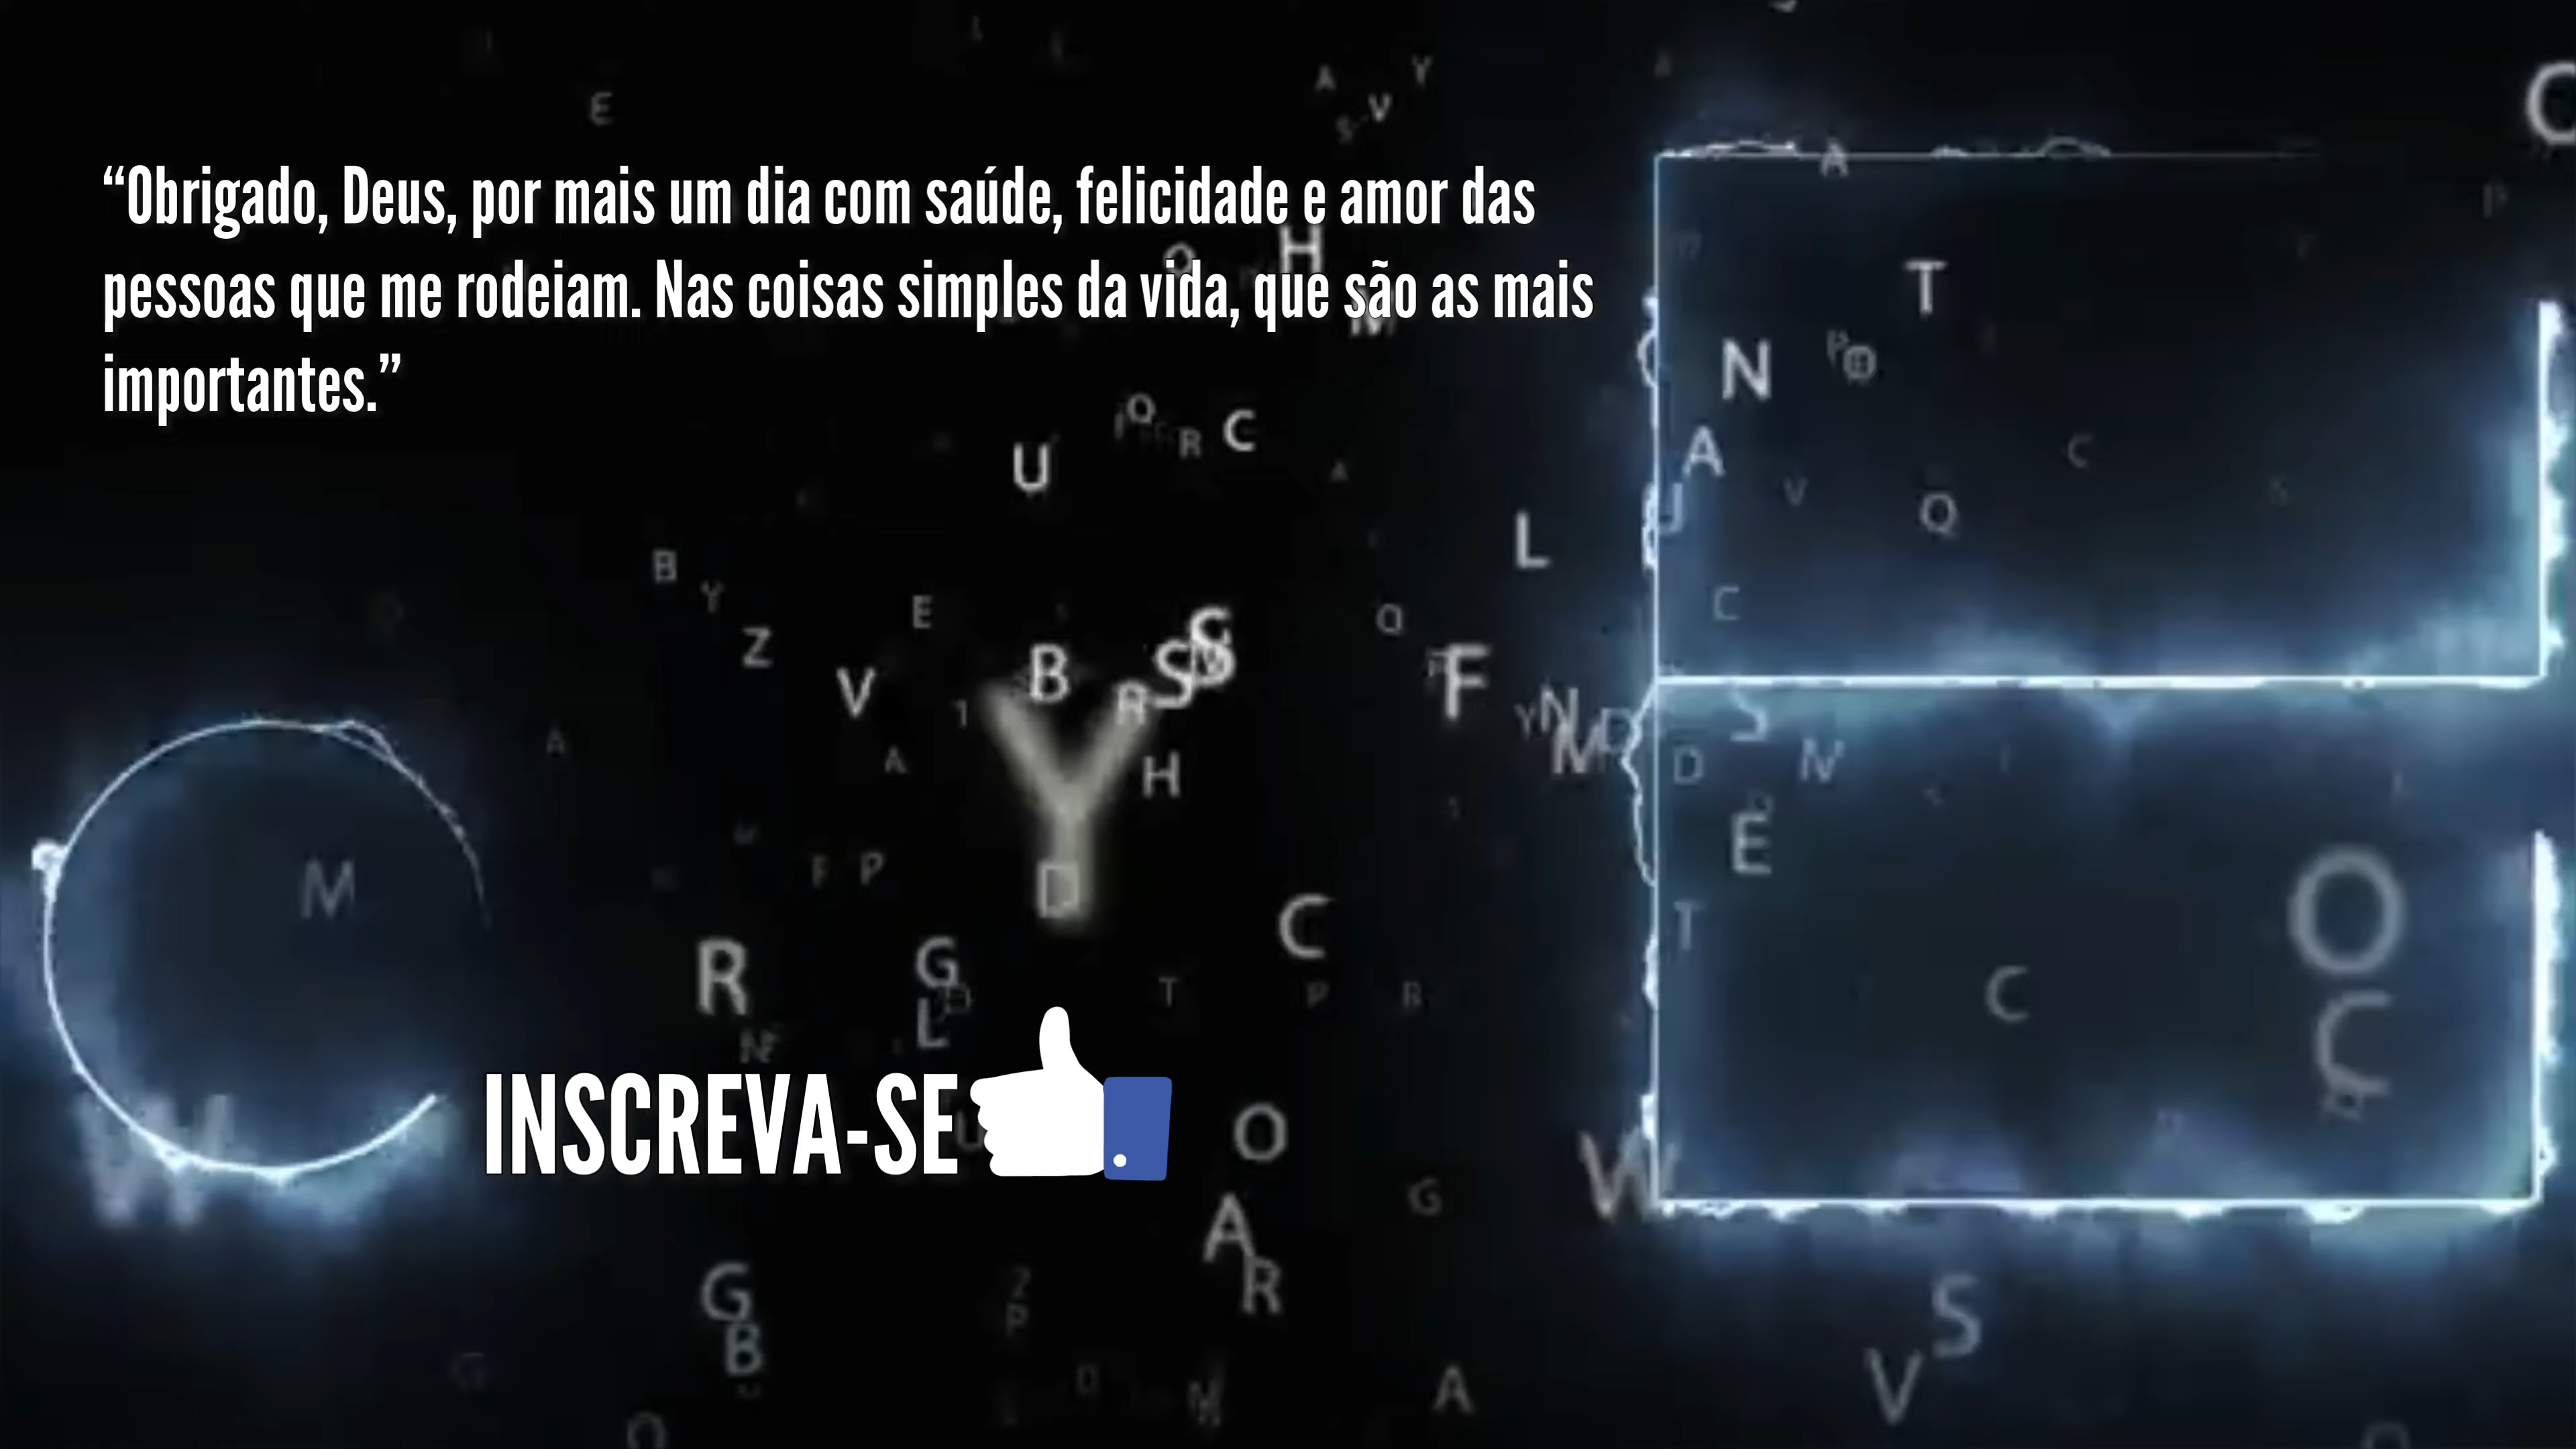 “Obrigado, Deus, por mais um dia com saúde, felicidade e amor das
pessoas que me rodeiam. Nas coisas simples da vida, que são as mais
importantes.”
INSCREVA-SE